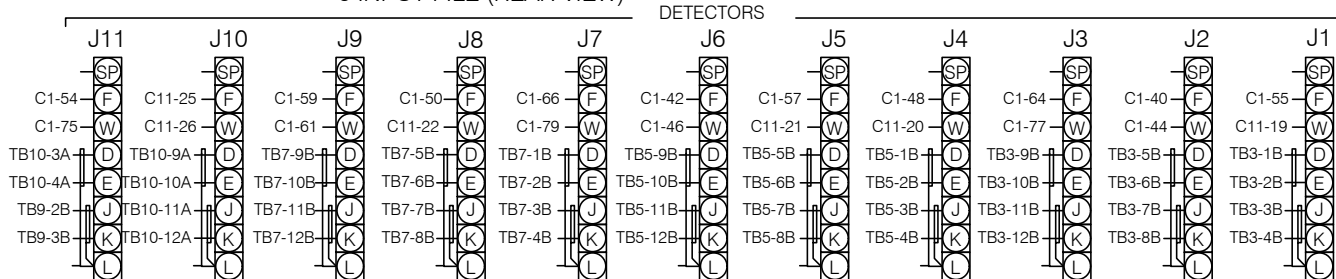 DETECTORS
J11 J10 J9 J8 J7 J6 J5 J4 J3 J2 J1
SP SP SP SP SP SP SP SP SP SP SP
C1-54 F C11-25 F C1-59 F C1-50 F C1-66 F C1-42 F C1-57 F C1-48 F C1-64 F C1-40 F C1-55 F
C1-75 W C11-26 W C1-61 W C11-22 W C1-79 W C1-46 W C11-21 W C11-20 W C1-77 W C1-44 W C11-19 W
TB10-3A D TB10-9A D TB7-9B D TB7-5B D TB7-1B D TB5-9B D TB5-5B D TB5-1B D TB3-9B D TB3-5B D TB3-1B D
TB10-4A E TB10-10A E TB7-10B E TB7-6B E TB7-2B E TB5-10B E TB5-6B E TB5-2B E TB3-10B E TB3-6B E TB3-2B E
TB9-2B J TB10-11A J TB7-11B J TB7-7B J TB7-3B J TB5-11B J TB5-7B J TB5-3B J TB3-11B J TB3-7B J TB3-3B J
TB9-3B K TB10-12A K TB7-12B K TB7-8B K TB7-4B K TB5-12B K TB5-8B K TB5-4B K TB3-12B K TB3-8B K TB3-4B K
L L L L L L L L L L L